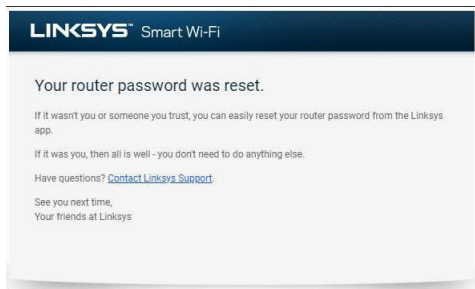 LINKSYS™ Smart Wi-Fi
Your router password was reset.
If it wasn't you or someone you trust, you can easily reset your router password from the Linksys
app.
If it was you, then all is well - you don't need to do anything else.
Have questions? Contact Linksys Support.
See you next time,
Your friends at Linksys